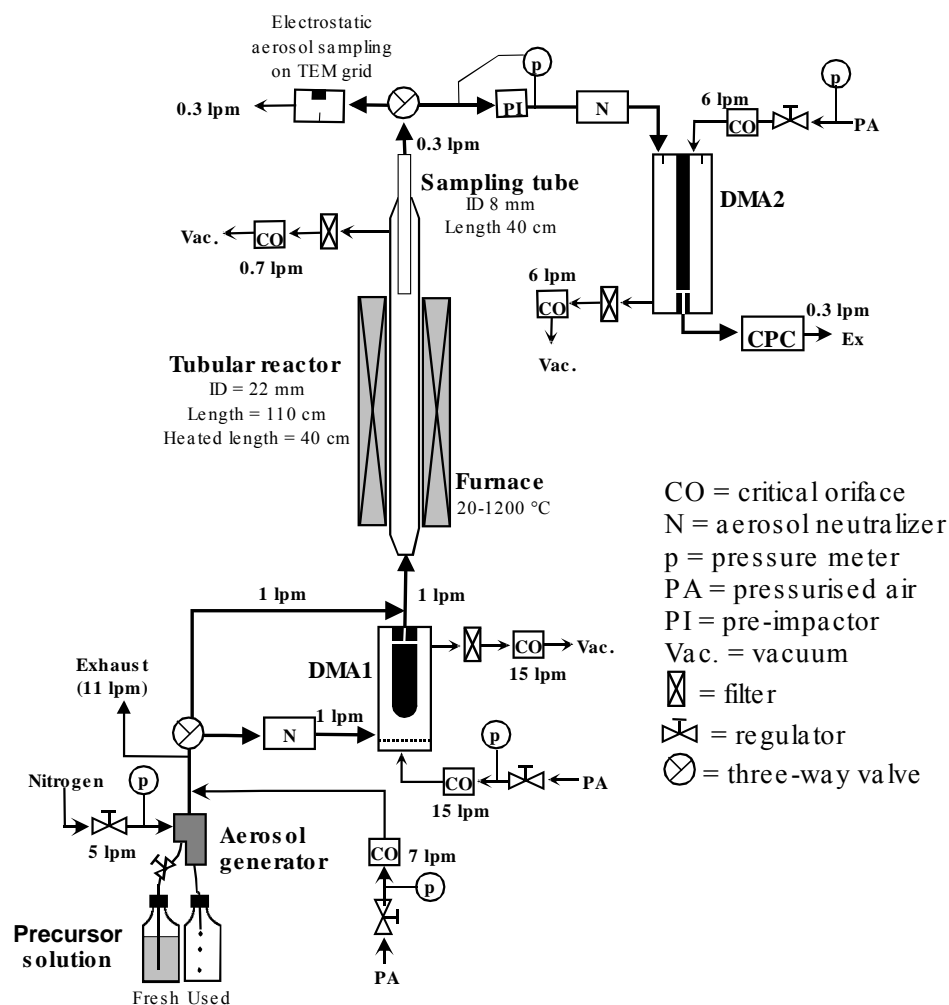 Electrostatic
aerosol sampling
on TEM grid
0.3 lpm
PI
p
N
6 lpm
CO
p
PA
0.3 lpm
Sampling tube
ID 8 mm
Length 40 cm
DMA2
Vac.
CO
0.7 lpm
6 lpm
CO
Vac.
CPC
0.3 lpm
Ex
Tubular reactor
ID = 22 mm
Length = 110 cm
Heated length = 40 cm
Furnace
20-1200 °C
CO = critical oriface
N = aerosol neutralizer
p = pressure meter
PA = pressurised air
PI = pre-impactor
Vac. = vacuum
= filter
= regulator
= three-way valve
1 lpm
1 lpm
Exhaust
(11 lpm)
DMA1
CO
Vac.
15 lpm
N
1 lpm
p
CO
15 lpm
PA
Nitrogen
p
5 lpm
Aerosol
generator
CO
7 lpm
p
PA
Precursor
solution
Fresh Used